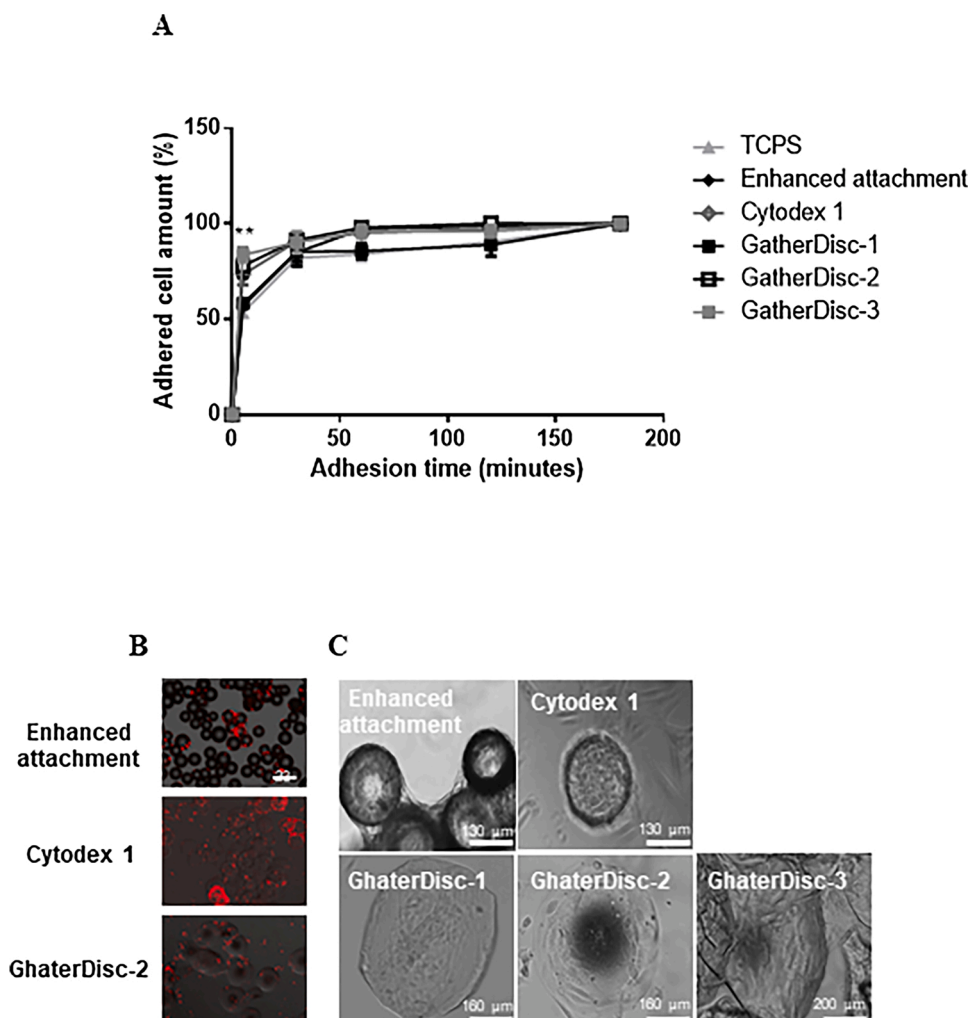 A
150
100
50
0
**
0 50 100 150 200
Adhered cell amount (%)
Adhesion time (minutes)
TCPS
Enhanced attachment
Cytodex 1
GatherDisc-1
GatherDisc-2
GatherDisc-3
B
Enhanced
attachment
Cytodex 1
GhaterDisc-2
C
Enhanced
attachment
130 µm
Cytodex 1
130 µm
GhaterDisc-1
160 µm
GhaterDisc-2
160 µm
GhaterDisc-3
200 µm